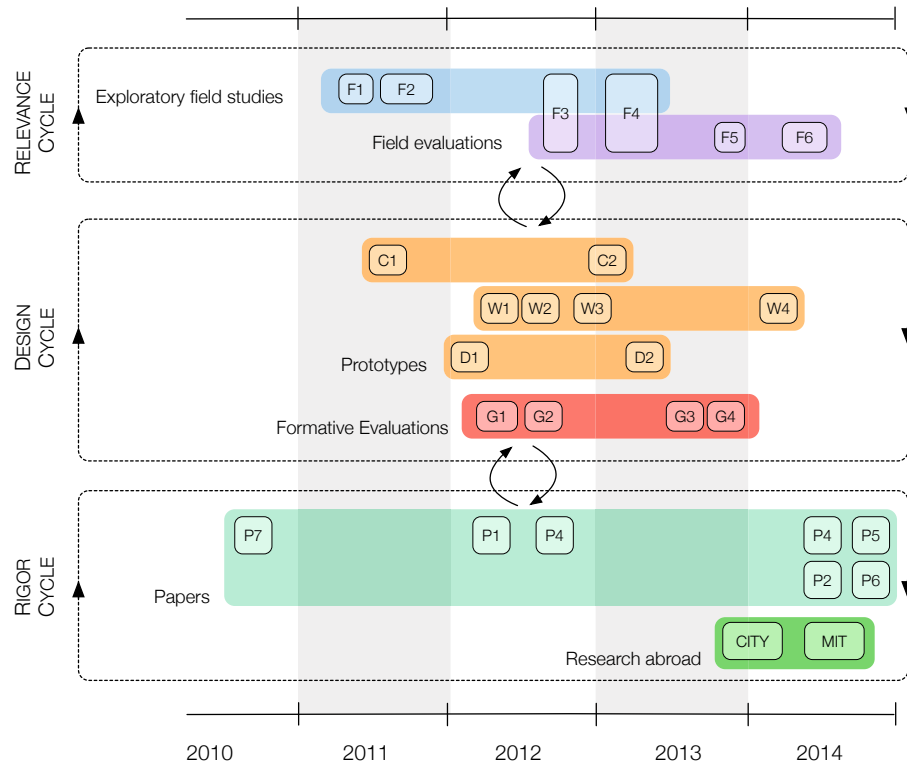 RELEVANCE
CYCLE
Exploratory field studies
F1
F2
F3
F4
Field evaluations
F5
F6
DESIGN
CYCLE
C1
C2
W1
W2
W3
W4
Prototypes
D1
D2
Formative Evaluations
G1
G2
G3
G4
RIGOR
CYCLE
P7
P1
P4
P4
P5
P2
P6
Papers
CITY
MIT
Research abroad
2010
2011
2012
2013
2014